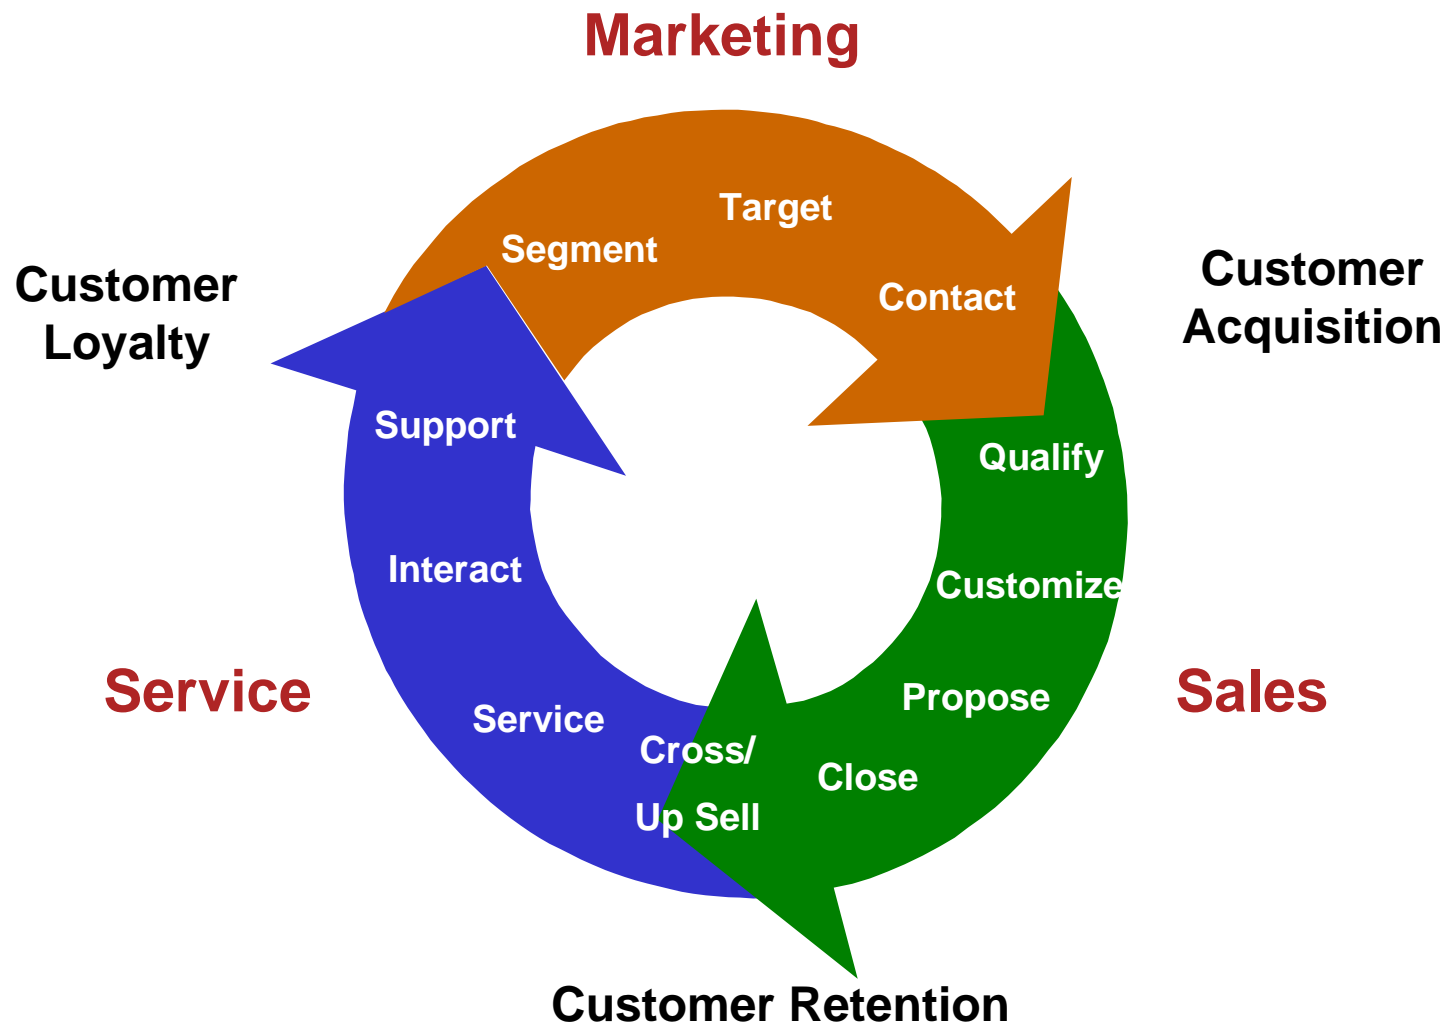 Marketing
Target
Segment
Contact
Customer
Acquisition
Customer
Loyalty
Support
Qualify
Interact
Customize
Service
Sales
Propose
Service
Cross/
Up Sell
Close
Customer Retention